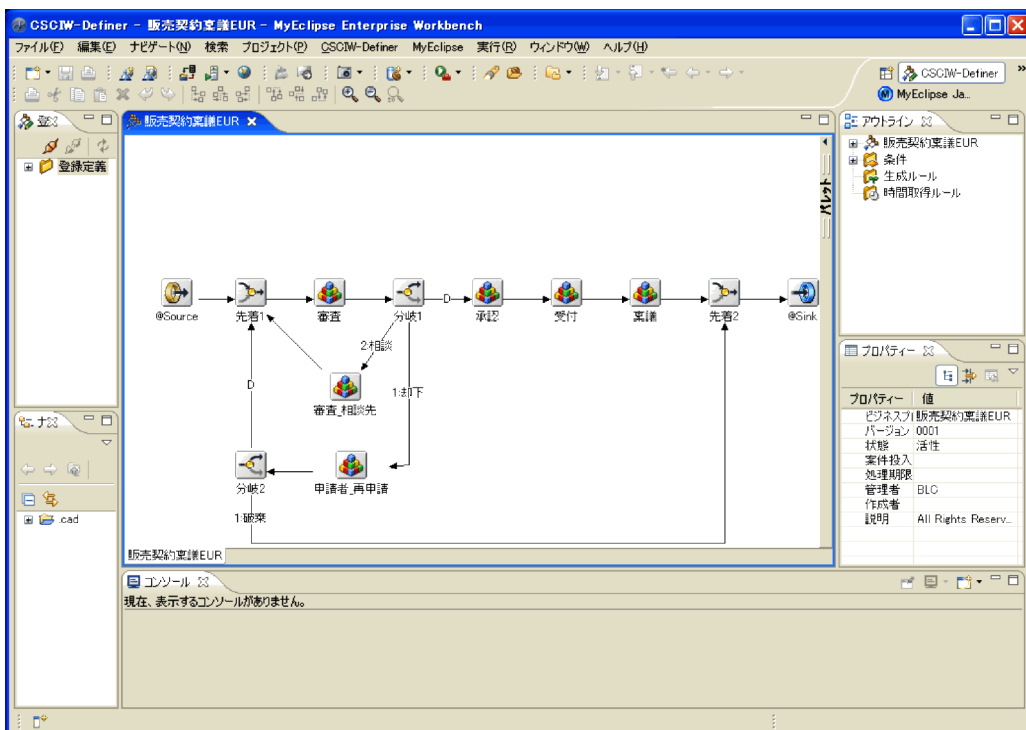 CSCIW-Definer - 販売契約稟議EUR - MyEclipse Enterprise Workbench
ファイル(F) 編集(E) ナビゲート(N) 検索 プロジェクト(P) CSCIW-Definer MyEclipse 実行(R) ウィンドウ(W) ヘルプ(H)
CSCIW-Definer
MyEclipse Ja...
登
登録定義
販売契約稟議EUR
パレット
@Source
先着1
審査
分岐1
D
承認
受付
稟議
先着2
@Sink
2:相談
審査_相談先
1:却下
D
分岐2
申請者_再申請
1:破棄
販売契約稟議EUR
アウトライン
販売契約稟議EUR
条件
生成ルール
時間取得ルール
プロパティー
プロパティー 値
ビジネスプ 販売契約稟議EUR
バージョン 0001
状態 活性
案件投入
処理期限
管理者 BLC
作成者
説明 All Rights Reserv...
ナ
.cad
コンソール
現在、表示するコンソールがありません。